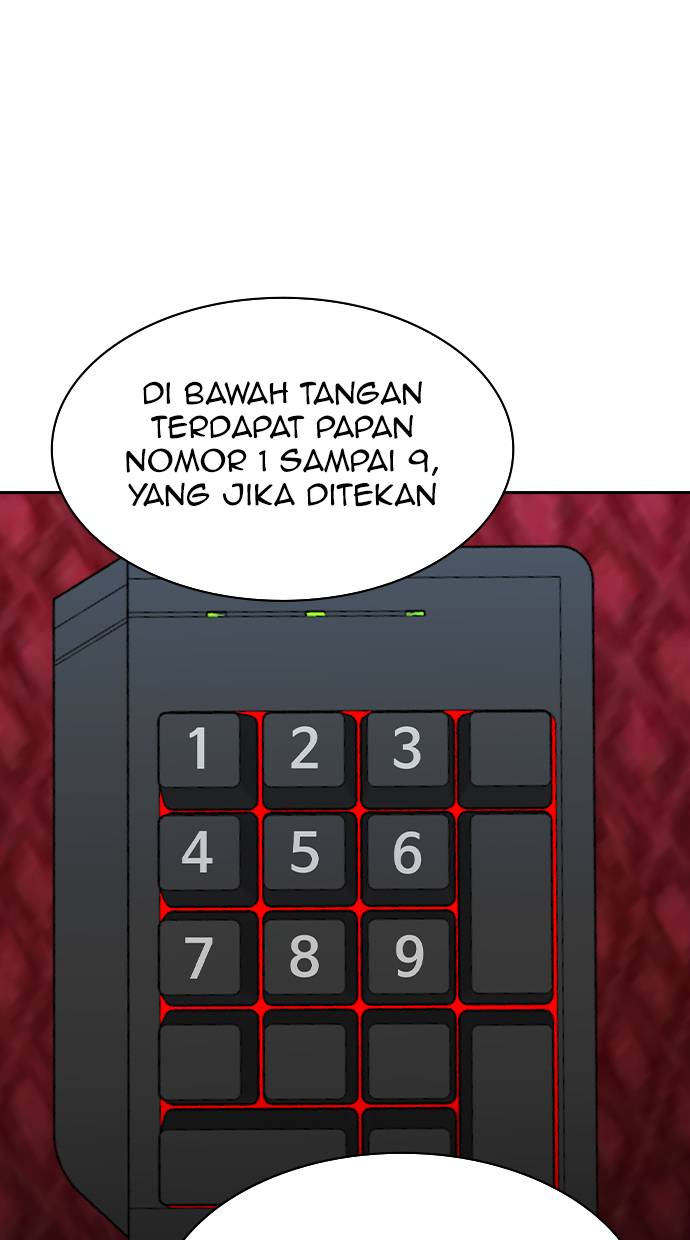 DI BAWAH TANGAN
TERDAPAT PAPAN
NOMOR 1 SAMPAI 9,
YANG JIKA DITEKAN
1 2 3
4 5 6
7 8 9